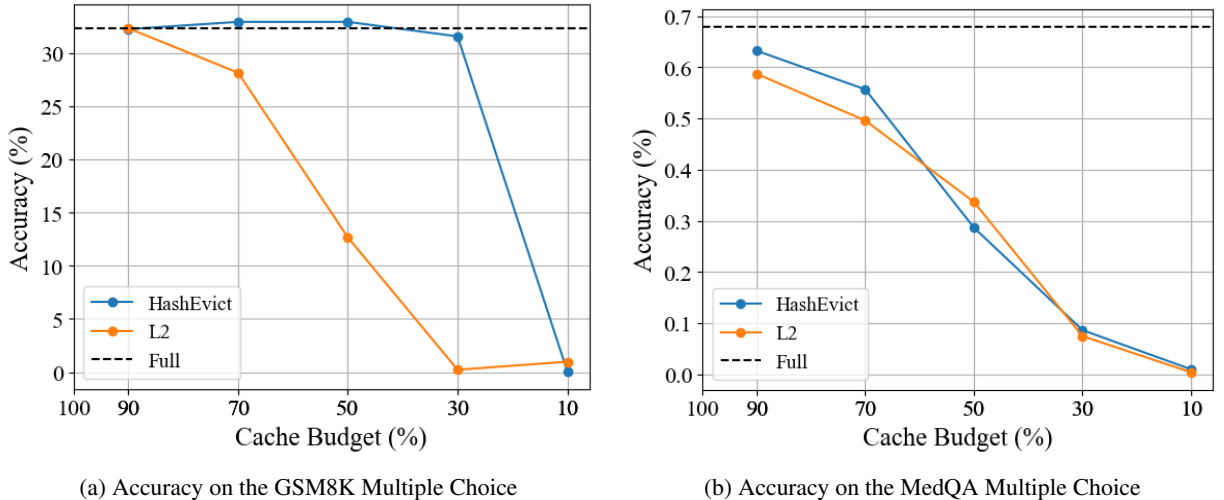 Accuracy (%)
30
25
20
15
10
5
0
HashEvict
L2
Full
100 90 70 50 30 10
Cache Budget (%)
(a) Accuracy on the GSM8K Multiple Choice
Accuracy (%)
0.7
0.6
0.5
0.4
0.3
0.2
0.1
0.0
HashEvict
L2
Full
100 90 70 50 30 10
Cache Budget (%)
(b) Accuracy on the MedQA Multiple Choice